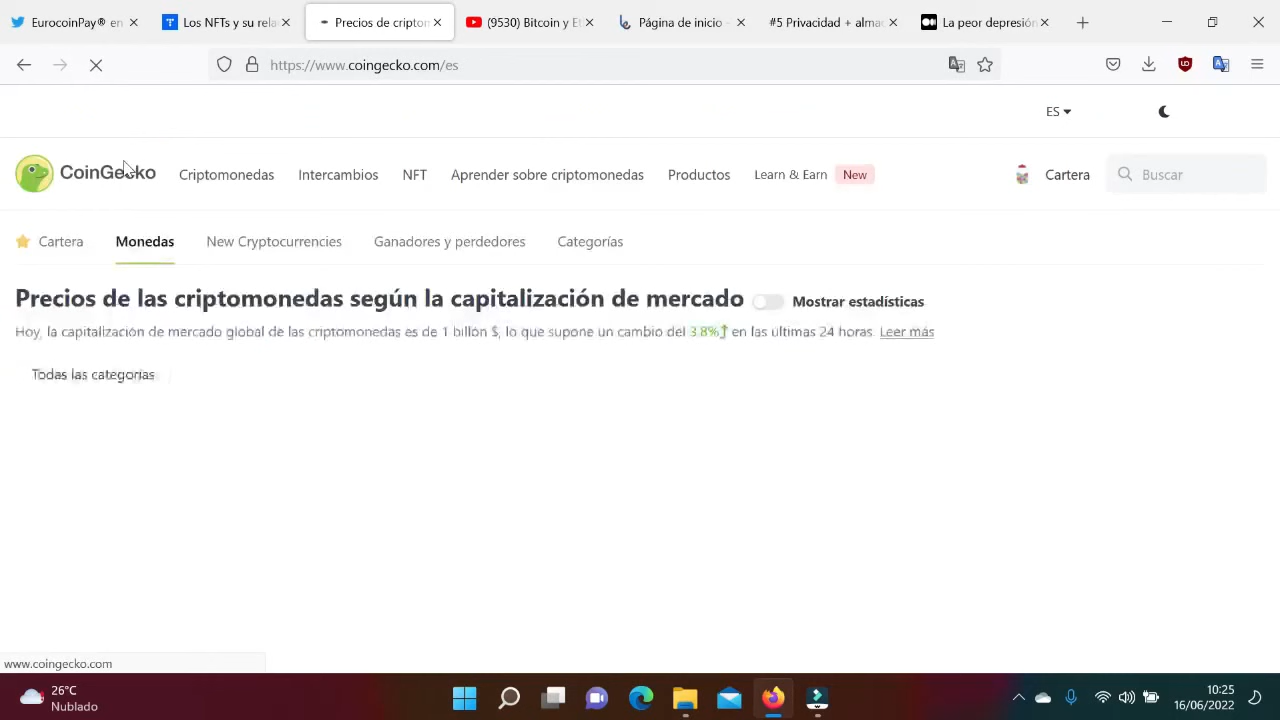 EurocoinPay® en
Los NFTs y su rela
Precios de criptom
(9530) Bitcoin y Et
Página de inicio –
#5 Privacidad + almac
La peor depresión
https://www.coingecko.com/es
ES
CoinGecko
Criptomonedas
Intercambios
NFT
Aprender sobre criptomonedas
Productos
Learn & Earn
New
Cartera
Buscar
Cartera
Monedas
New Cryptocurrencies
Ganadores y perdedores
Categorías
Precios de las criptomonedas según la capitalización de mercado
Mostrar estadísticas
Hoy, la capitalización de mercado global de las criptomonedas es de 1 billón $, lo que supone un cambio del 3.8% en las últimas 24 horas. Leer más
Todas las categorías
www.coingecko.com
26°C
Nublado
10:25
16/06/2022